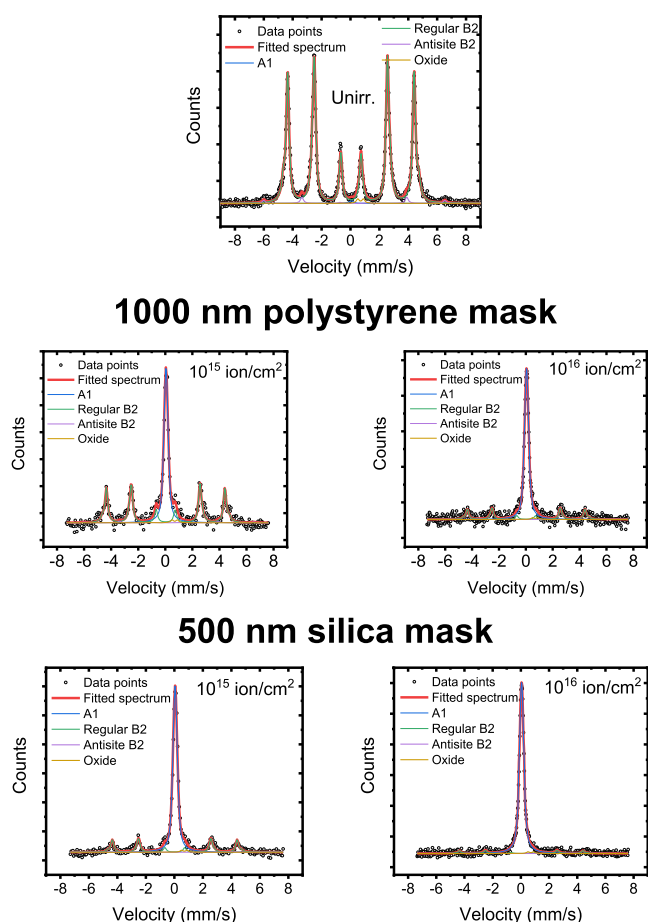 Data points
Fitted spectrum
A1
Regular B2
Antisite B2
Oxide
Unirr.
Counts
-8 -6 -4 -2 0 2 4 6 8
Velocity (mm/s)
1000 nm polystyrene mask
Data points
Fitted spectrum
A1
Regular B2
Antisite B2
Oxide
10¹⁵ ion/cm²
Counts
-8 -6 -4 -2 0 2 4 6 8
Velocity (mm/s)
Data points
Fitted spectrum
A1
Regular B2
Antisite B2
Oxide
10¹⁶ ion/cm²
Counts
-8 -6 -4 -2 0 2 4 6 8
Velocity (mm/s)
500 nm silica mask
Data points
Fitted spectrum
A1
Regular B2
Antisite B2
Oxide
10¹⁵ ion/cm²
Counts
-8 -6 -4 -2 0 2 4 6 8
Velocity (mm/s)
Data points
Fitted spectrum
A1
Regular B2
Antisite B2
Oxide
10¹⁶ ion/cm²
Counts
-8 -6 -4 -2 0 2 4 6 8
Velocity (mm/s)